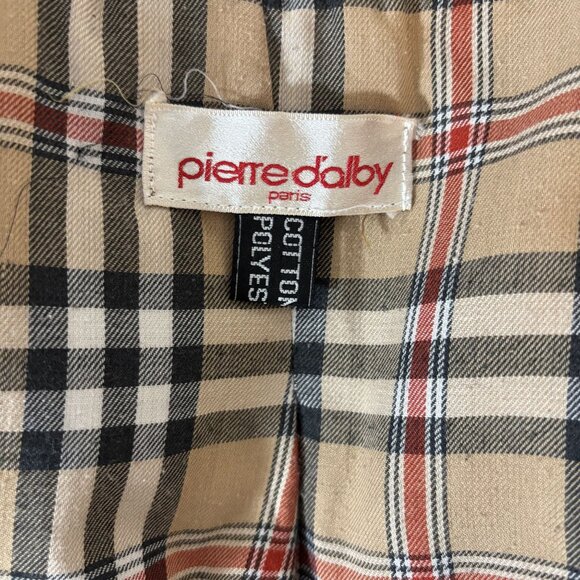 pierre d'alby
paris
COTTON
POLYES